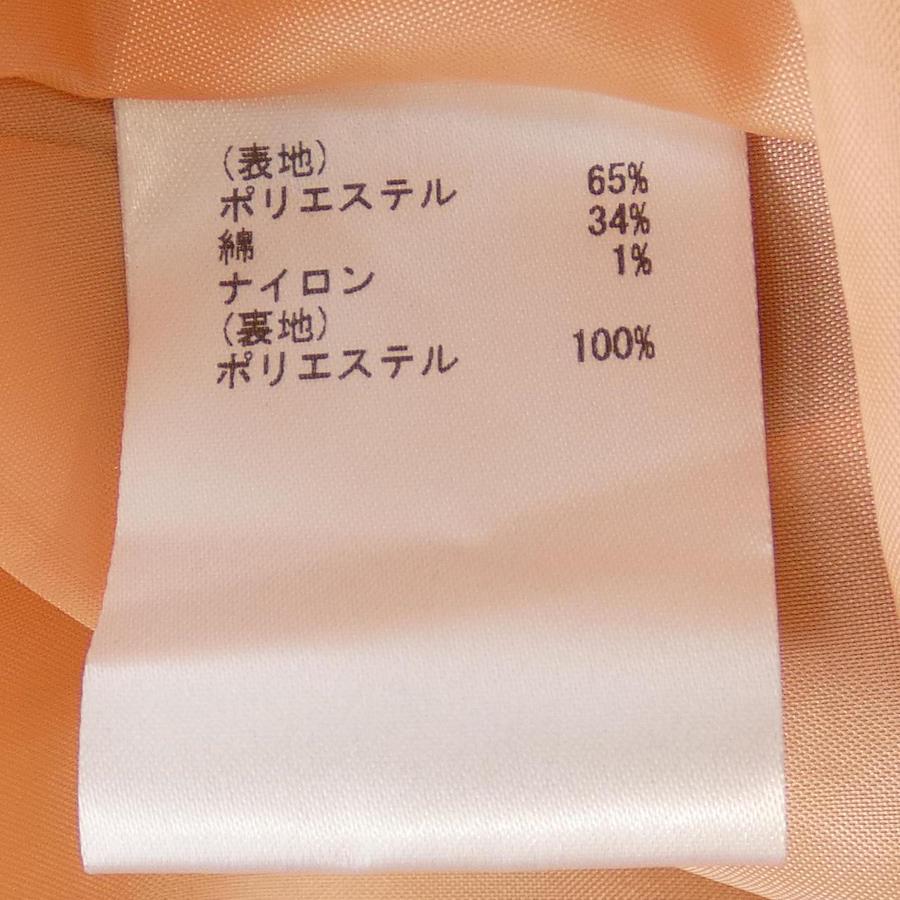 (表地)
ポリエステル 65%
綿 34%
ナイロン 1%
(裏地)
ポリエステル 100%